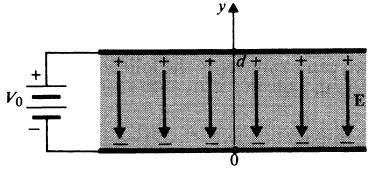 y
+ + + d + + +
+
V0
E
−
− − − − − −
0